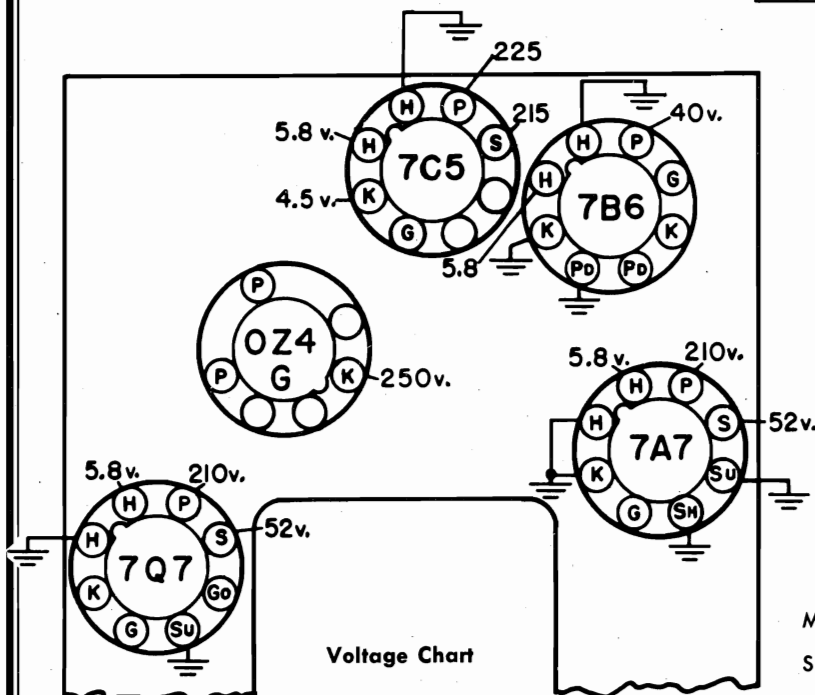 225
H P
5.8 v. H S 215
7C5
4.5 v. K
G
40v.
H P
H G
7B6
5.8 K K
PD PD
P
OZ4
G
P K 250v.
5.8 v. 210v.
H P
H S 52v.
7A7
K SU
G SH
5.8 v. 210v.
H P
H S 52v.
7Q7
K GO
G SU
Voltage Chart
M
S